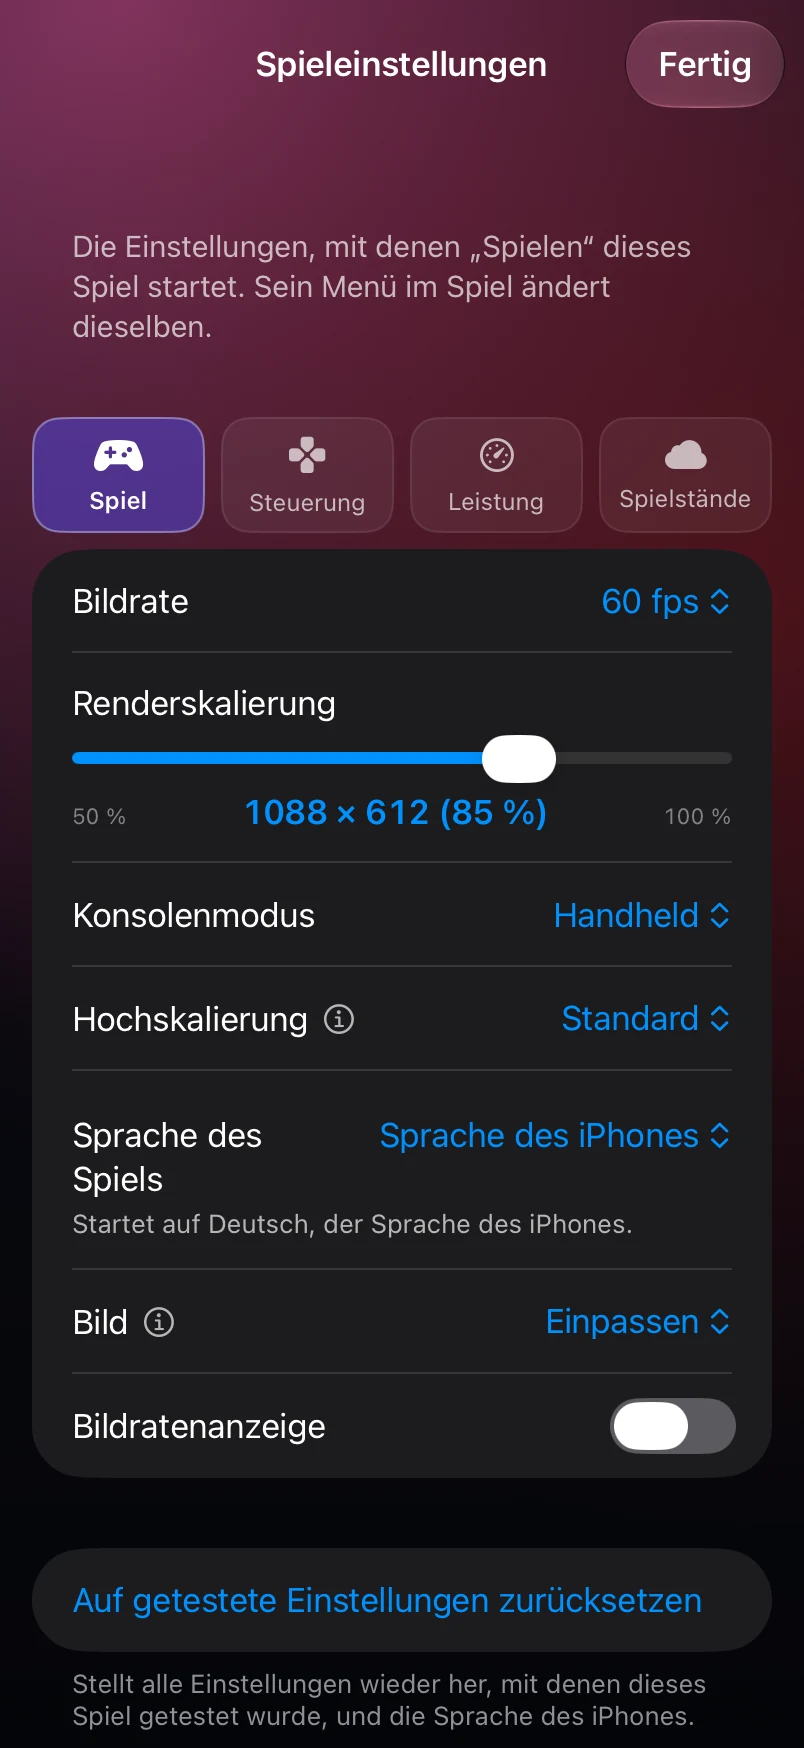 Spieleinstellungen
Fertig
Die Einstellungen, mit denen „Spielen“ dieses
Spiel startet. Sein Menü im Spiel ändert
dieselben.
Spiel
Steuerung
Leistung
Spielstände
Bildrate
60 fps
Renderskalierung
50 %
1088 × 612 (85 %)
100 %
Konsolenmodus
Handheld
Hochskalierung
Standard
Sprache des
Spiels
Sprache des iPhones
Startet auf Deutsch, der Sprache des iPhones.
Bild
Einpassen
Bildratenanzeige
Auf getestete Einstellungen zurücksetzen
Stellt alle Einstellungen wieder her, mit denen dieses
Spiel getestet wurde, und die Sprache des iPhones.